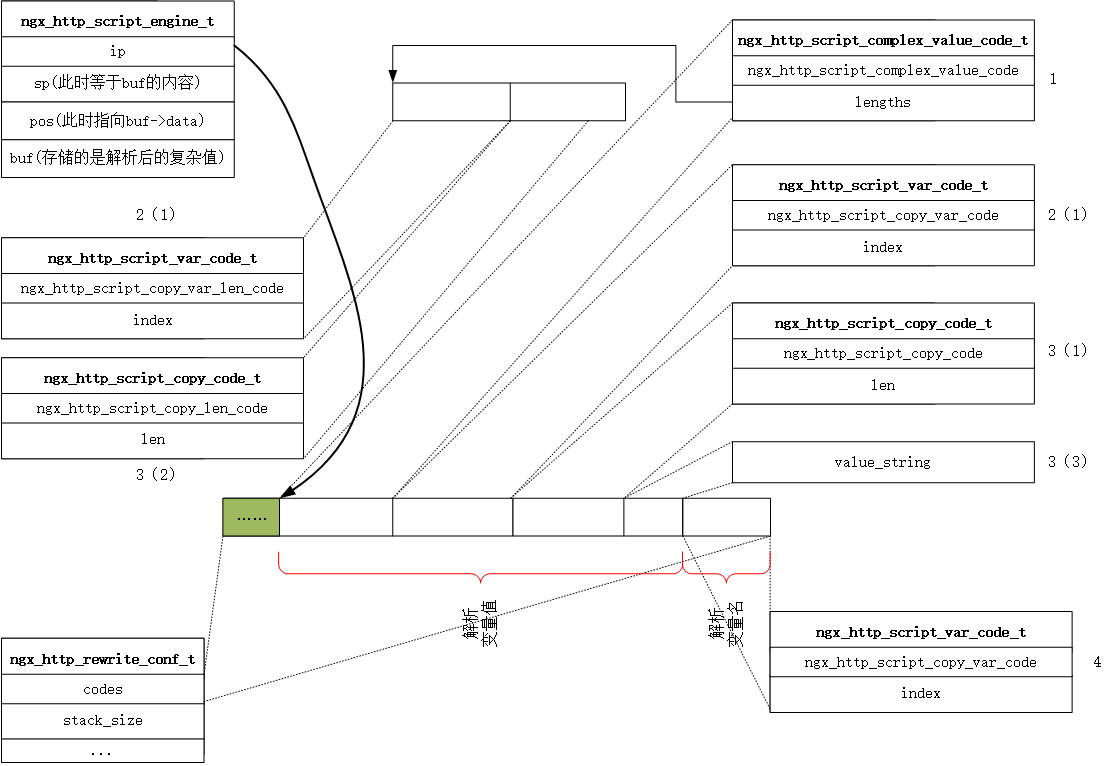 ngx_http_script_engine_t
ip
sp(此时等于buf的内容)
pos(此时指向buf->data)
buf(存储的是解析后的复杂值)
ngx_http_script_complex_value_code_t
ngx_http_script_complex_value_code
lengths
1
2（1）
ngx_http_script_var_code_t
ngx_http_script_copy_var_len_code
index
ngx_http_script_var_code_t
ngx_http_script_copy_var_code
index
2（1）
ngx_http_script_copy_code_t
ngx_http_script_copy_len_code
len
3（2）
ngx_http_script_copy_code_t
ngx_http_script_copy_code
len
3（1）
value_string
3（3）
……
解析
变量值
解析
变量名
ngx_http_rewrite_conf_t
codes
stack_size
...
ngx_http_script_var_code_t
ngx_http_script_copy_var_code
index
4